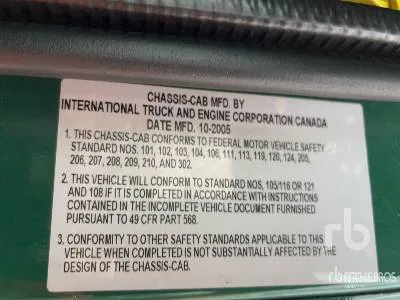 CHASSIS-CAB MFD. BY
INTERNATIONAL TRUCK AND ENGINE CORPORATION CANADA
DATE MFD. 10-2005
1. THIS CHASSIS-CAB CONFORMS TO FEDERAL MOTOR VEHICLE SAFETY
STANDARD NOS. 101, 102, 103, 104, 106, 111, 113, 119, 120, 124, 205,
206, 207, 208, 209, 210, AND 302.
2. THIS VEHICLE WILL CONFORM TO STANDARD NOS, 105/116 OR 121
AND 108 IF IT IS COMPLETED IN ACCORDANCE WITH INSTRUCTIONS
CONTAINED IN THE INCOMPLETE VEHICLE DOCUMENT FURNISHED
PURSUANT TO 49 CFR PART 568.
3. CONFORMITY TO OTHER SAFETY STANDARDS APPLICABLE TO THIS
VEHICLE WHEN COMPLETED IS NOT SUBSTANTIALLY AFFECTED BY THE
DESIGN OF THE CHASSIS-CAB.
rb
RITCHIE BROS